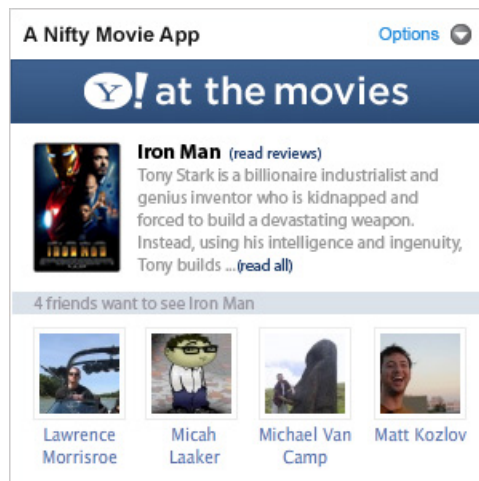 A Nifty Movie App Options
Y! at the movies
Iron Man (read reviews)
Tony Stark is a billionaire industrialist and
genius inventor who is kidnapped and
forced to build a devastating weapon.
Instead, using his intelligence and ingenuity,
Tony builds ...(read all)
IRON MAN
4 friends want to see Iron Man
Lawrence
Morrisroe
Micah
Laaker
Michael Van
Camp
Matt Kozlov